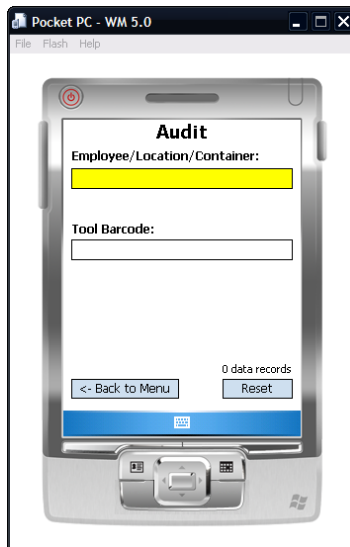 Pocket PC - WM 5.0
File Flash Help
Audit
Employee/Location/Container:
Tool Barcode:
0 data records
<- Back to Menu Reset